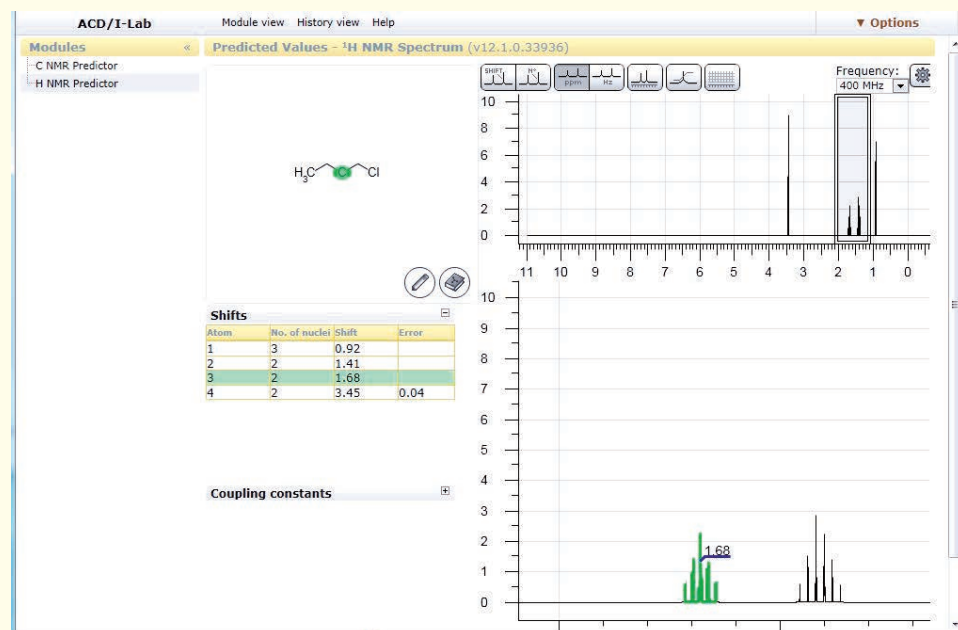 ACD/I-Lab
Module view History view Help
▼ Options
Modules «
C NMR Predictor
H NMR Predictor
Predicted Values - ¹H NMR Spectrum (v12.1.0.33936)
SHIFT
N°
ppm
Hz
Frequency:
400 MHz
H₃C
Cl
10
8
6
4
2
0
11 10 9 8 7 6 5 4 3 2 1 0
Shifts
Atom No. of nuclei Shift Error
1 3 0.92
2 2 1.41
3 2 1.68
4 2 3.45 0.04
Coupling constants
10
9
8
7
6
5
4
3
2
1
0
1.68